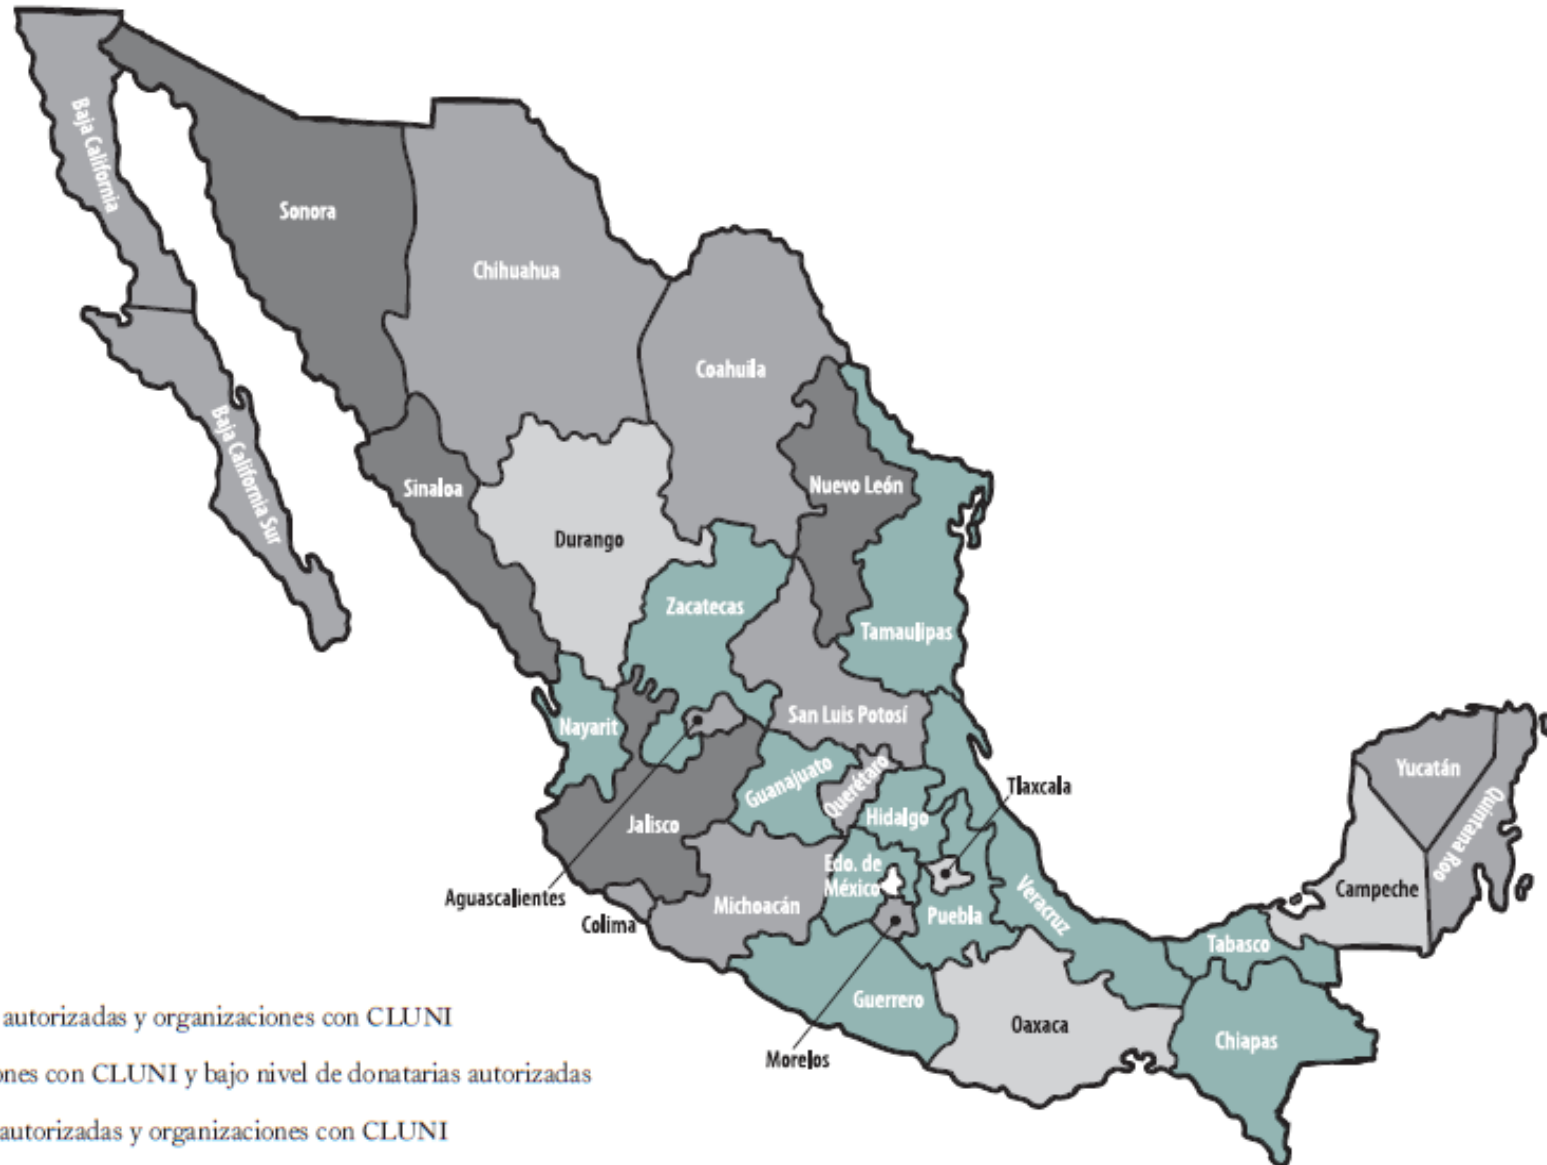 Baja California
Sonora
Chihuahua
Coahuila
Baja California Sur
Sinaloa
Nuevo León
Durango
Zacatecas
Tamaulipas
San Luis Potosí
Nayarit
Guanajuato
Querétaro
Hidalgo
Tlaxcala
Yucatán
Quintana Roo
Jalisco
Edo. de
México
Aguascalientes
Colima
Michoacán
Puebla
Veracruz
Campeche
Tabasco
Guerrero
Oaxaca
Chiapas
Morelos
autorizadas y organizaciones con CLUNI
nes con CLUNI y bajo nivel de donatarias autorizadas
autorizadas y organizaciones con CLUNI